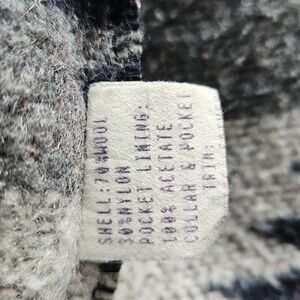 SHELL:70%WOOL
30%NYLON
POCKET LINING:
100% ACETATE
COLLAR & POCKET
TRIM: